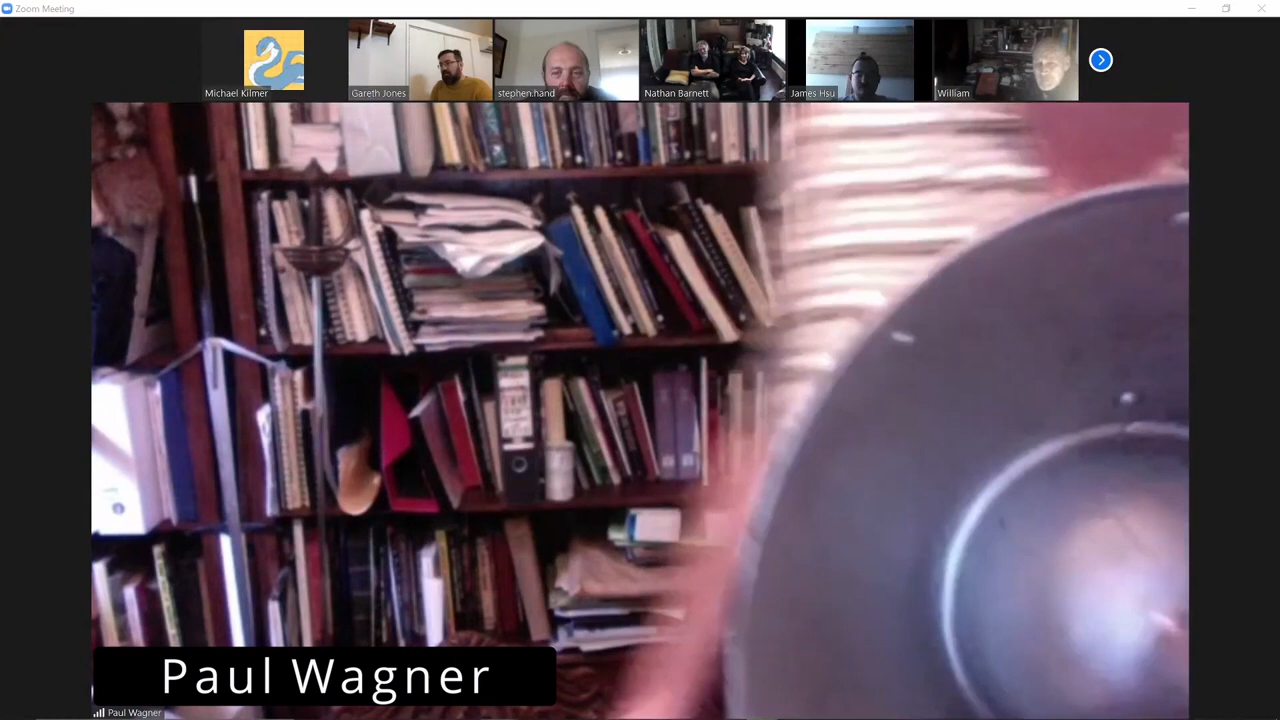 Zoom Meeting
Michael Kilmer
Gareth Jones
stephen.hand
Nathan Barnett
James Hsu
William
Paul Wagner
Paul Wagner